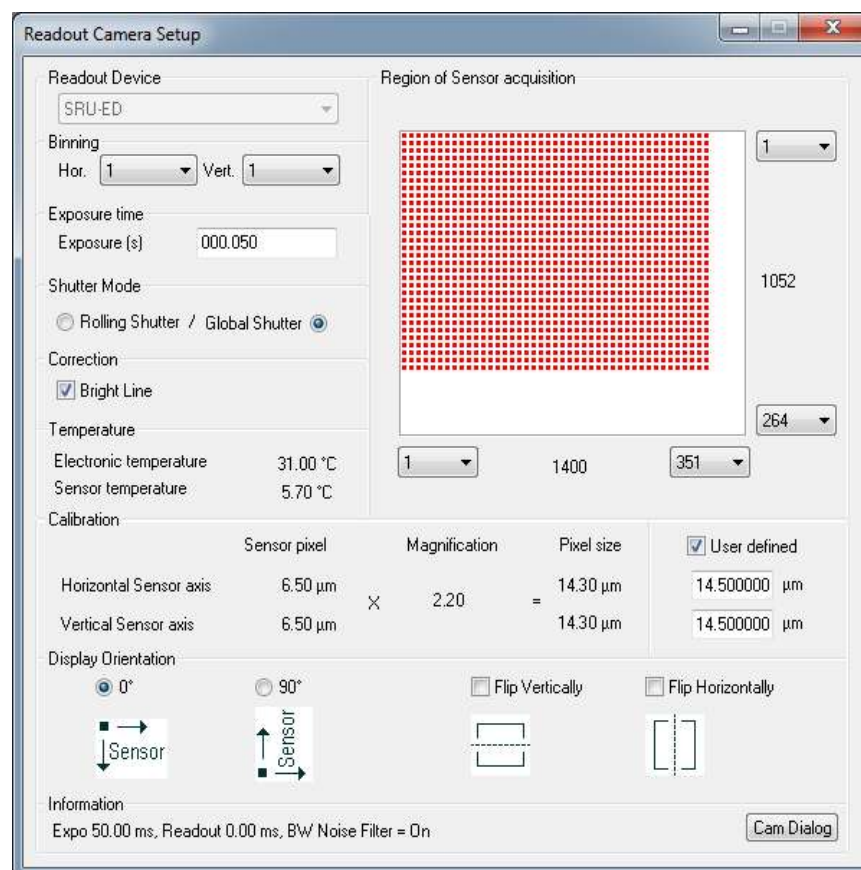 Readout Camera Setup
Readout Device
SRU-ED
Binning
Hor. 1 Vert. 1
Exposure time
Exposure (s) 000.050
Shutter Mode
Rolling Shutter / Global Shutter
Correction
Bright Line
Temperature
Electronic temperature 31.00 °C
Sensor temperature 5.70 °C
Region of Sensor acquisition
1
1052
264
1 1400 351
Calibration
Sensor pixel Magnification Pixel size User defined
Horizontal Sensor axis 6.50 µm 14.30 µm 14.500000 µm
X 2.20 =
Vertical Sensor axis 6.50 µm 14.30 µm 14.500000 µm
Display Orientation
0° 90° Flip Vertically Flip Horizontally
Sensor
Sensor
Information
Expo 50.00 ms, Readout 0.00 ms, BW Noise Filter = On Cam Dialog